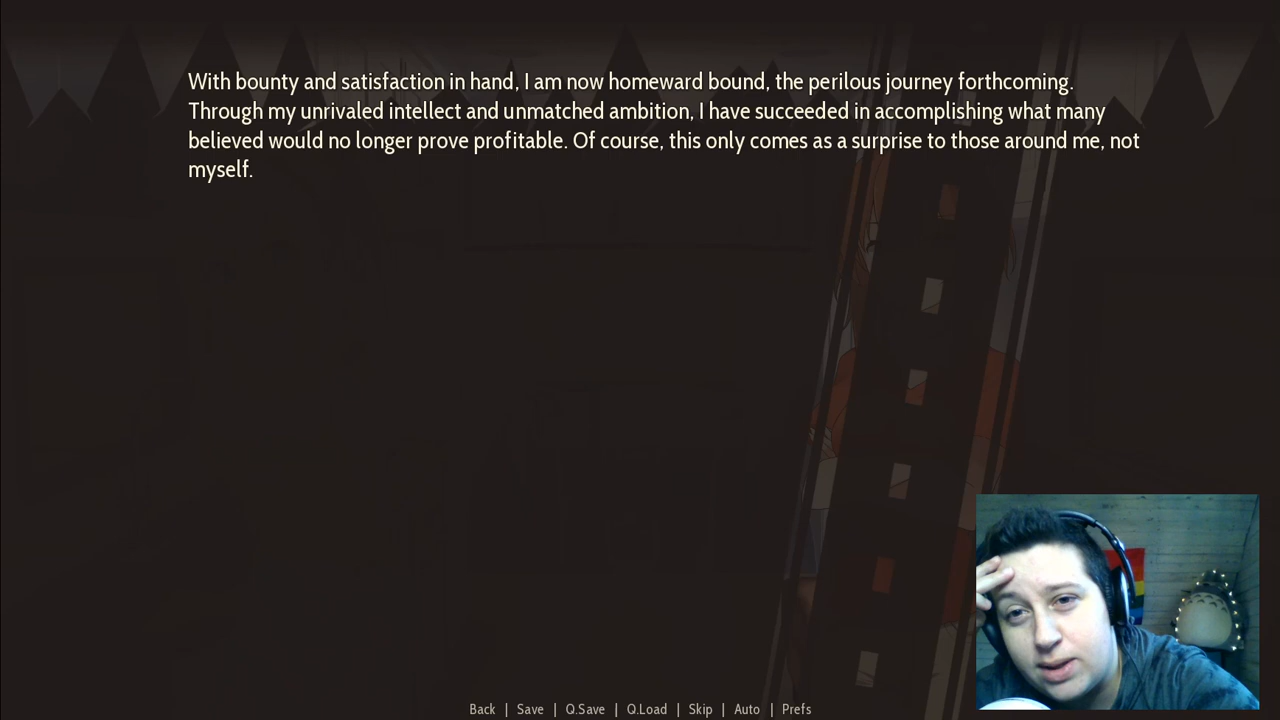 With bounty and satisfaction in hand, I am now homeward bound, the perilous journey forthcoming.
Through my unrivaled intellect and unmatched ambition, I have succeeded in accomplishing what many
believed would no longer prove profitable. Of course, this only comes as a surprise to those around me, not
myself.
Back | Save | Q.Save | Q.Load | Skip | Auto | Prefs